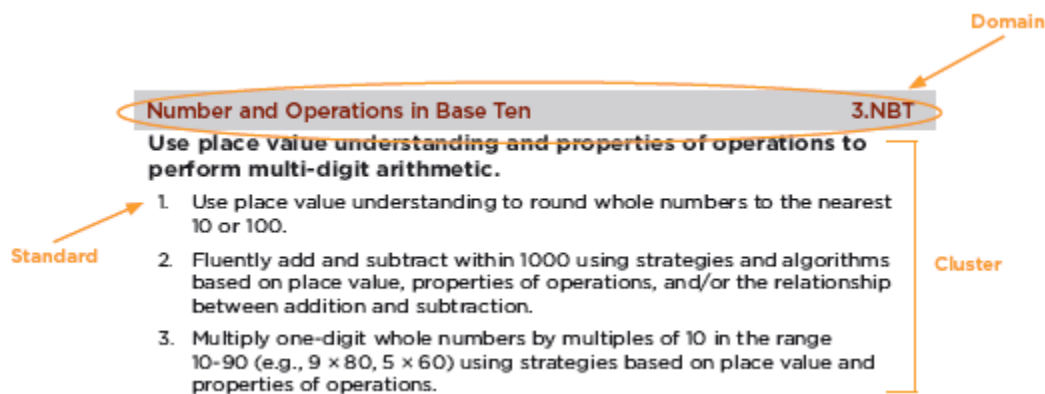 Domain
Number and Operations in Base Ten 3.NBT
Use place value understanding and properties of operations to
perform multi-digit arithmetic.
1. Use place value understanding to round whole numbers to the nearest
10 or 100.
Standard
2. Fluently add and subtract within 1000 using strategies and algorithms
based on place value, properties of operations, and/or the relationship
between addition and subtraction.
Cluster
3. Multiply one-digit whole numbers by multiples of 10 in the range
10-90 (e.g., 9 × 80, 5 × 60) using strategies based on place value and
properties of operations.